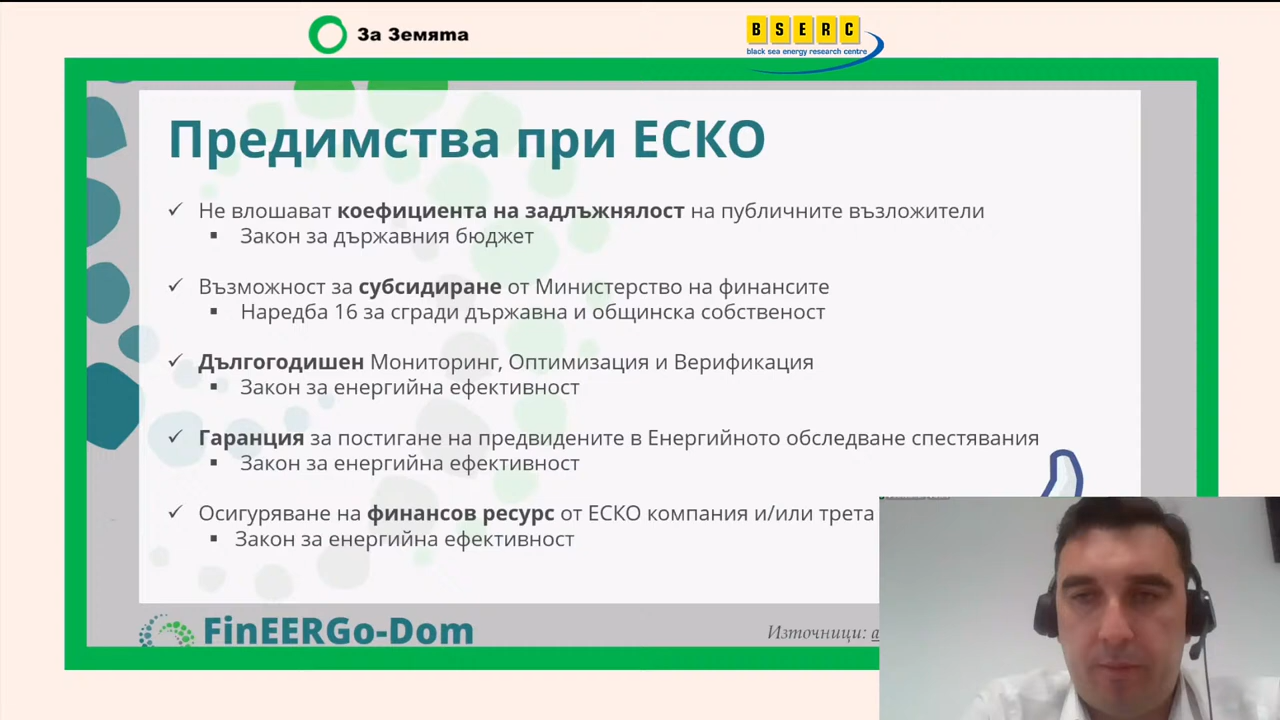 За Земята
BSERC
black sea energy research centre
Предимства при ЕСКО
✓ Не влошават коефициента на задлъжнялост на публичните възложители
▪ Закон за държавния бюджет
✓ Възможност за субсидиране от Министерство на финансите
▪ Наредба 16 за сгради държавна и общинска собственост
✓ Дългогодишен Мониторинг, Оптимизация и Верификация
▪ Закон за енергийна ефективност
✓ Гаранция за постигане на предвидените в Енергийното обследване спестявания
▪ Закон за енергийна ефективност
✓ Осигуряване на финансов ресурс от ЕСКО компания и/или трета
▪ Закон за енергийна ефективност
FinEERGo-Dom
Източници: